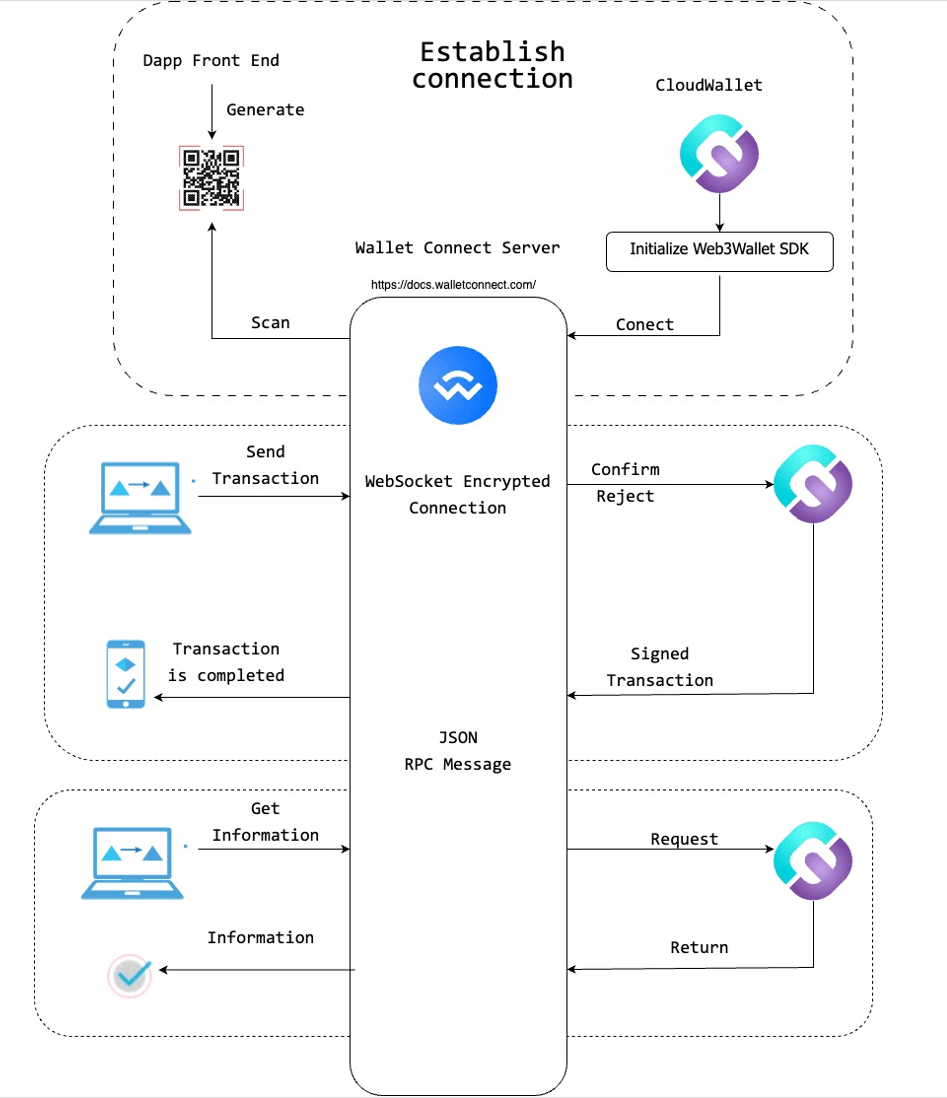 Establish
connection
Dapp Front End
Generate
CloudWallet
Initialize Web3Wallet SDK
Wallet Connect Server
https://docs.walletconnect.com/
Scan
Conect
Send
Transaction
WebSocket Encrypted
Connection
Confirm
Reject
Transaction
is completed
Signed
Transaction
JSON
RPC Message
Get
Information
Request
Information
Return